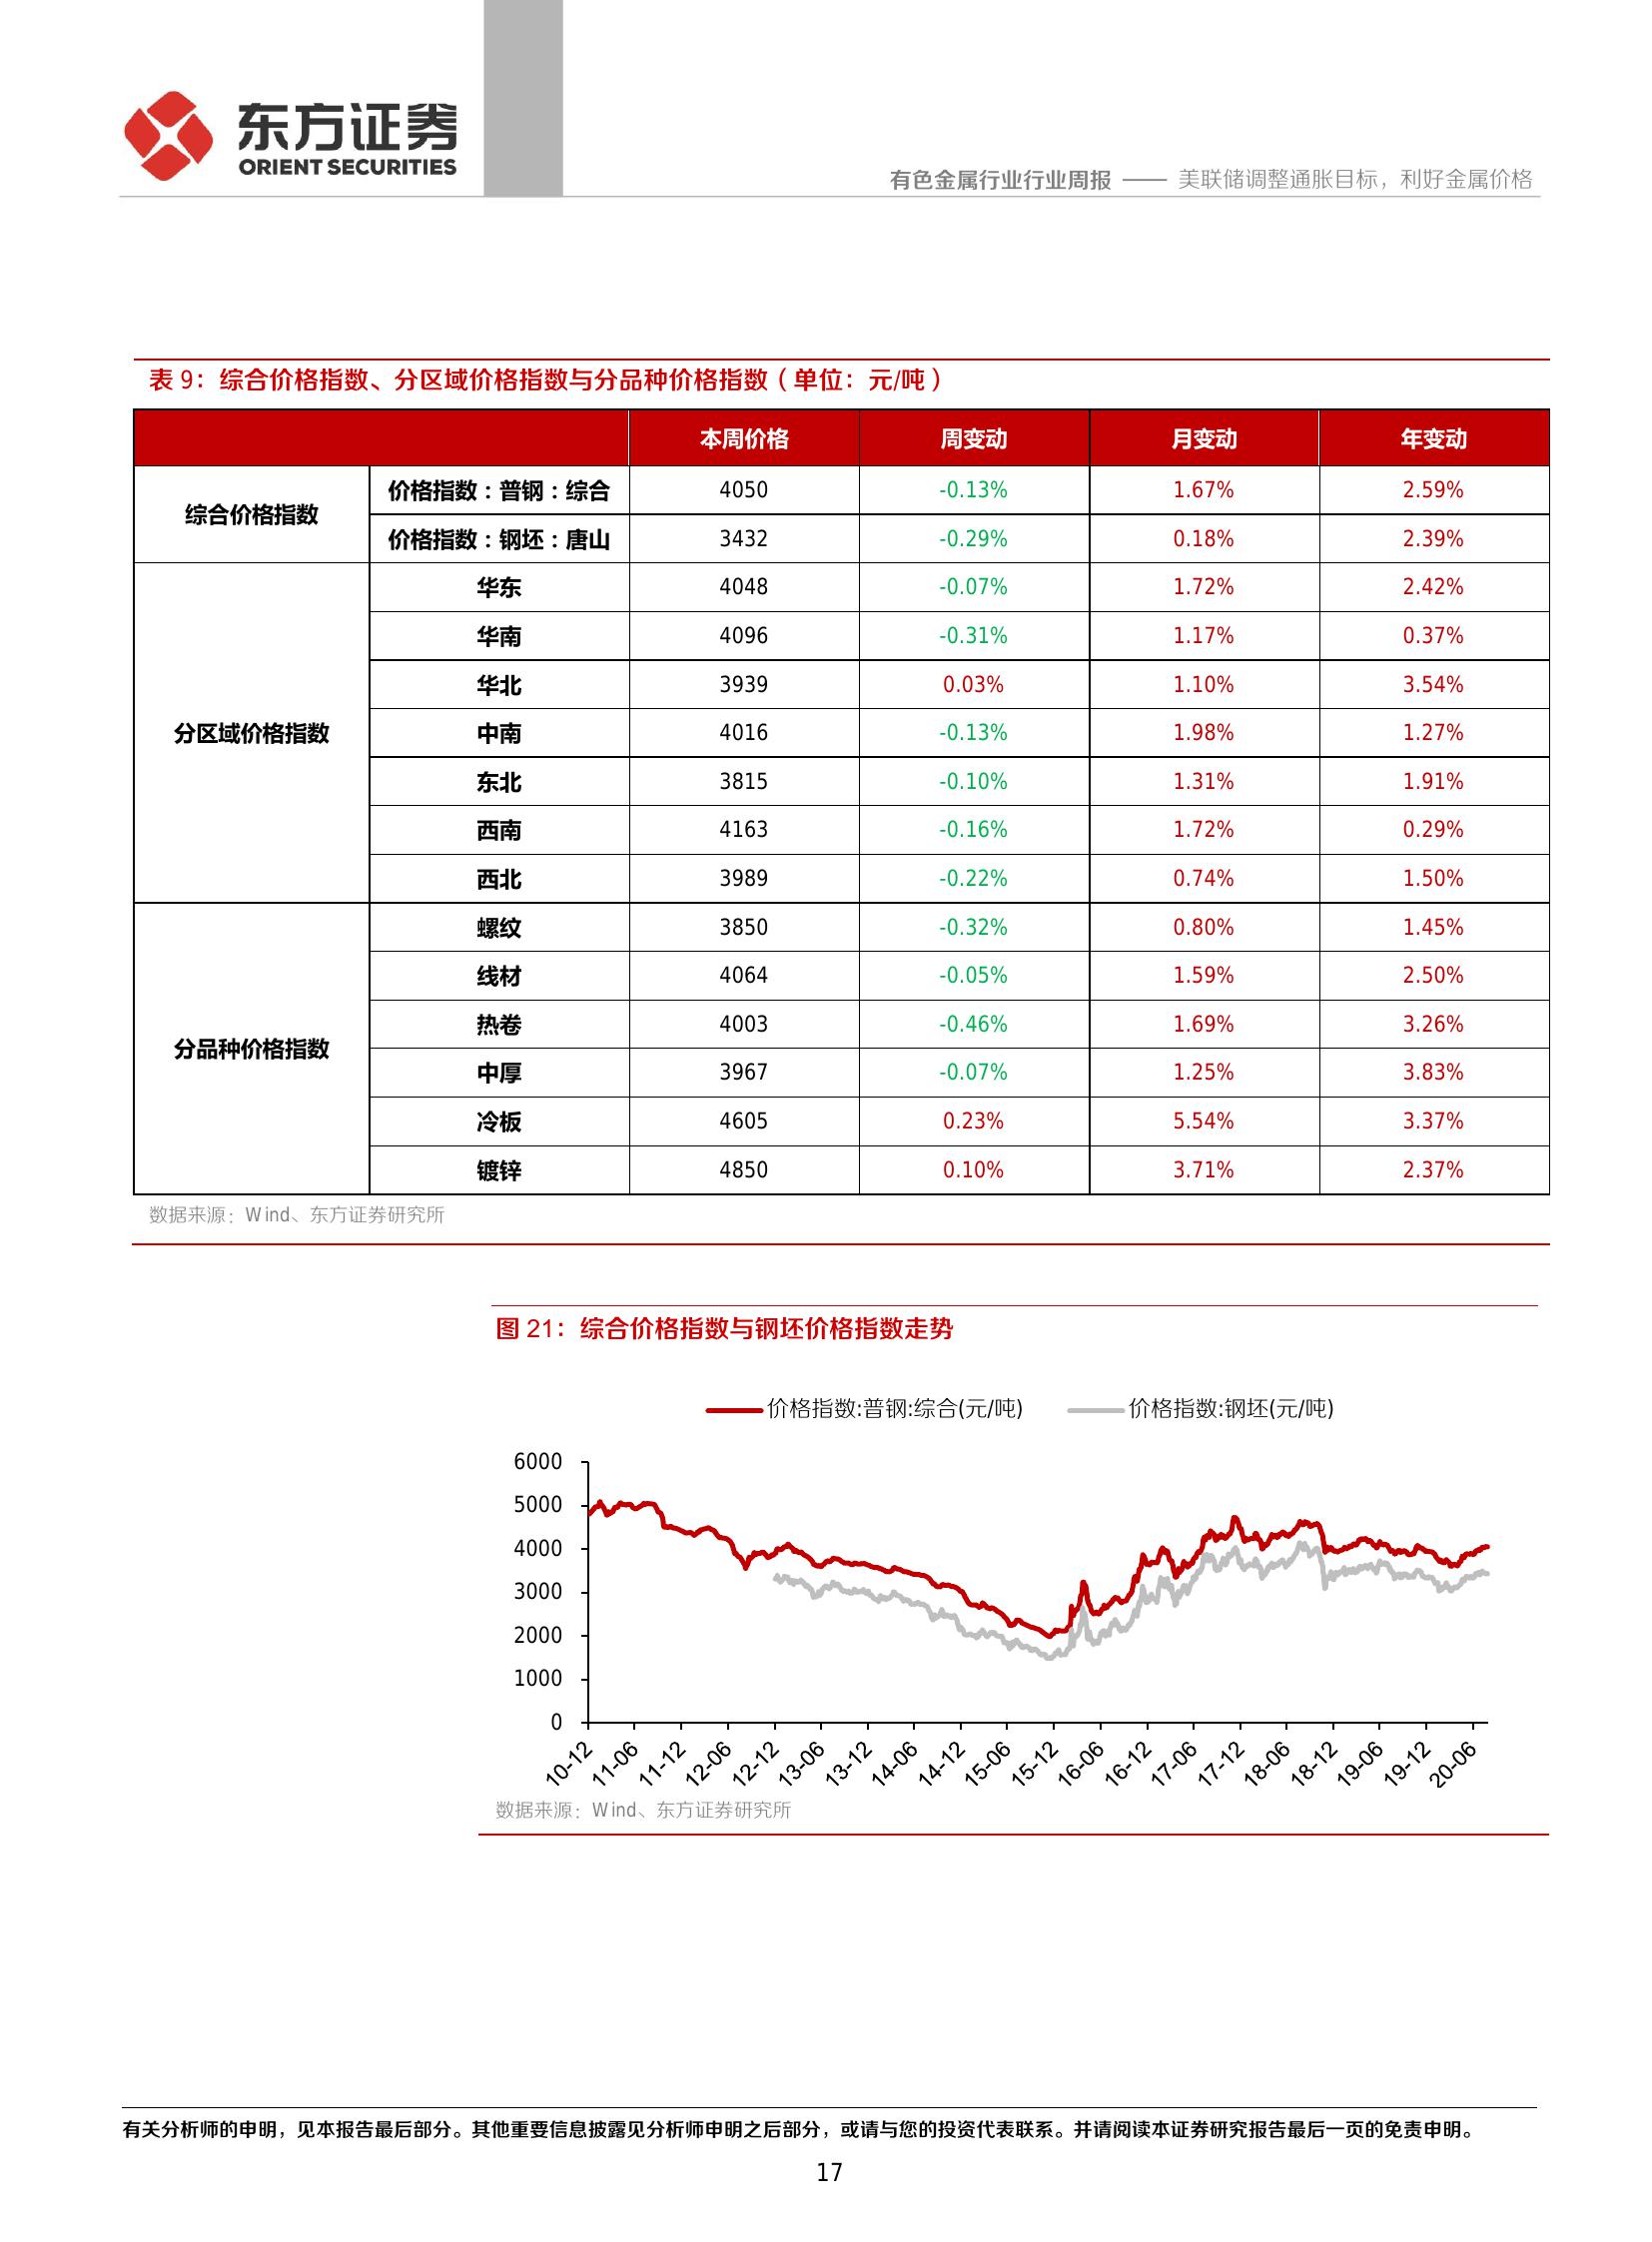 东方证券
ORIENT SECURITIES
有色金属行业行业周报 —— 美联储调整通胀目标，利好金属价格
表 9：综合价格指数、分区域价格指数与分品种价格指数（单位：元/吨）
本周价格 周变动 月变动 年变动
综合价格指数 价格指数：普钢：综合 4050 -0.13% 1.67% 2.59%
价格指数：钢坯：唐山 3432 -0.29% 0.18% 2.39%
分区域价格指数 华东 4048 -0.07% 1.72% 2.42%
华南 4096 -0.31% 1.17% 0.37%
华北 3939 0.03% 1.10% 3.54%
中南 4016 -0.13% 1.98% 1.27%
东北 3815 -0.10% 1.31% 1.91%
西南 4163 -0.16% 1.72% 0.29%
西北 3989 -0.22% 0.74% 1.50%
分品种价格指数 螺纹 3850 -0.32% 0.80% 1.45%
线材 4064 -0.05% 1.59% 2.50%
热卷 4003 -0.46% 1.69% 3.26%
中厚 3967 -0.07% 1.25% 3.83%
冷板 4605 0.23% 5.54% 3.37%
镀锌 4850 0.10% 3.71% 2.37%
数据来源：Wind、东方证券研究所
图 21：综合价格指数与钢坯价格指数走势
价格指数:普钢:综合(元/吨) 价格指数:钢坯(元/吨)
6000
5000
4000
3000
2000
1000
0
10-12 11-06 11-12 12-06 12-12 13-06 13-12 14-06 14-12 15-06 15-12 16-06 16-12 17-06 17-12 18-06 18-12 19-06 19-12 20-06
数据来源：Wind、东方证券研究所
有关分析师的申明，见本报告最后部分。其他重要信息披露见分析师申明之后部分，或请与您的投资代表联系。并请阅读本证券研究报告最后一页的免责申明。
17